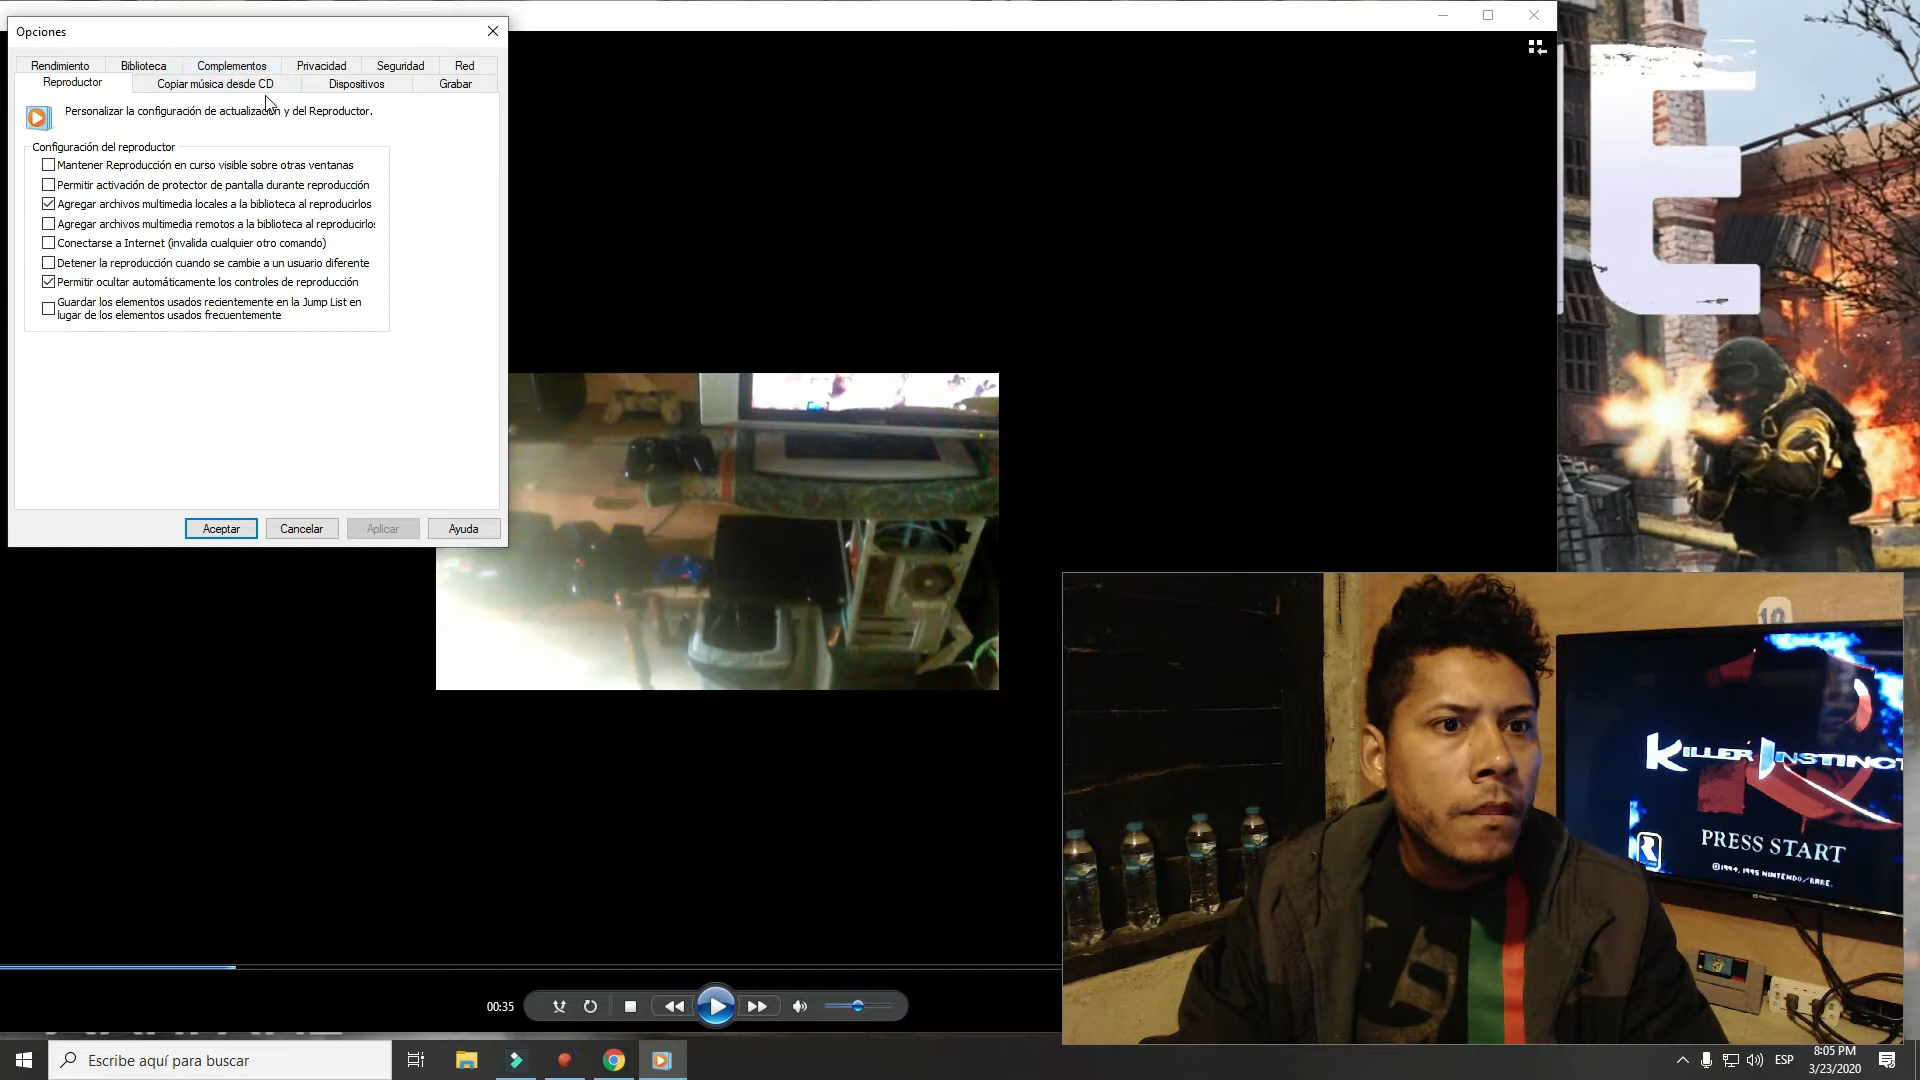 Opciones
Rendimiento Biblioteca Complementos Privacidad Seguridad Red
Reproductor Copiar música desde CD Dispositivos Grabar
Personalizar la configuración de actualización y del Reproductor.
Configuración del reproductor
Mantener Reproducción en curso visible sobre otras ventanas
Permitir activación de protector de pantalla durante reproducción
Agregar archivos multimedia locales a la biblioteca al reproducirlos
Agregar archivos multimedia remotos a la biblioteca al reproducirlos
Conectarse a Internet (invalida cualquier otro comando)
Detener la reproducción cuando se cambie a un usuario diferente
Permitir ocultar automáticamente los controles de reproducción
Guardar los elementos usados recientemente en la Jump List en
lugar de los elementos usados frecuentemente
Aceptar Cancelar Aplicar Ayuda
E
10
KILLER INSTINCT
PRESS START
©1994, 1995 NINTENDO/RARE.
R
00:35
Escribe aquí para buscar
ESP
8:05 PM
3/23/2020